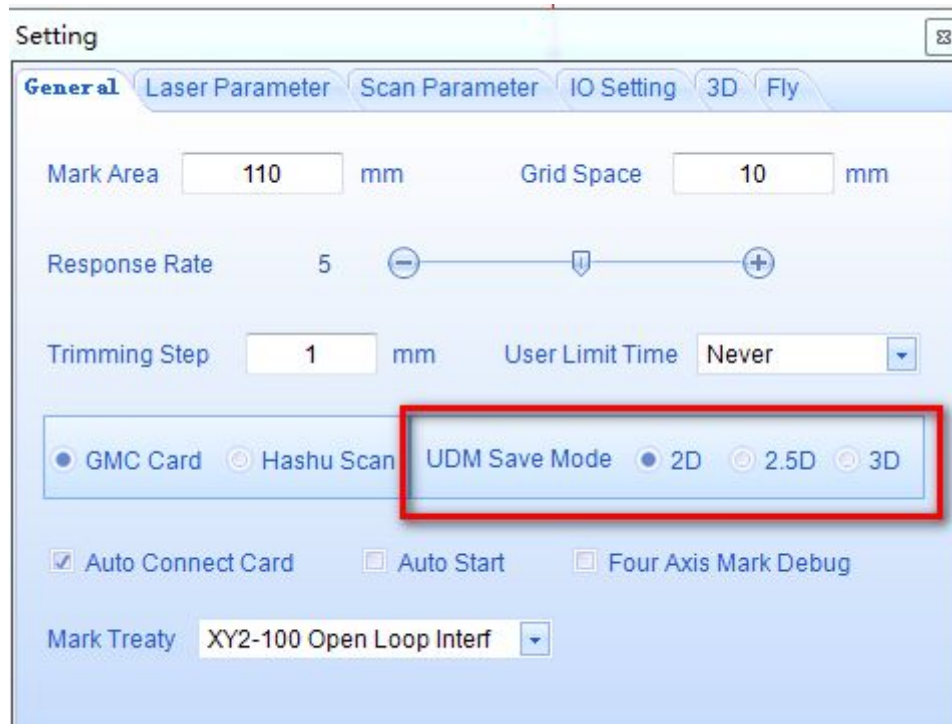 Setting
General Laser Parameter Scan Parameter IO Setting 3D Fly
Mark Area 110 mm Grid Space 10 mm
Response Rate 5
Trimming Step 1 mm User Limit Time Never
GMC Card Hashu Scan UDM Save Mode 2D 2.5D 3D
Auto Connect Card Auto Start Four Axis Mark Debug
Mark Treaty XY2-100 Open Loop Interf